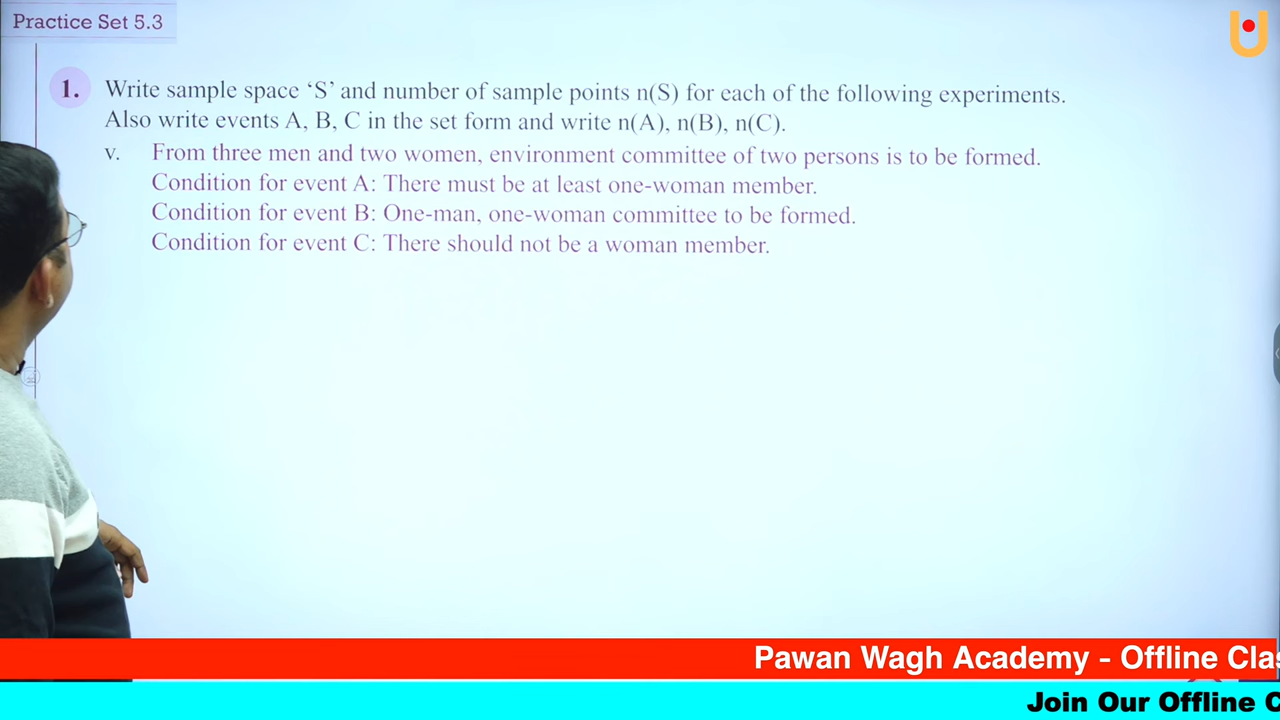 Practice Set 5.3
1. Write sample space ‘S’ and number of sample points n(S) for each of the following experiments.
Also write events A, B, C in the set form and write n(A), n(B), n(C).
v. From three men and two women, environment committee of two persons is to be formed.
Condition for event A: There must be at least one-woman member.
Condition for event B: One-man, one-woman committee to be formed.
Condition for event C: There should not be a woman member.
Pawan Wagh Academy - Offline
Join Our Offline